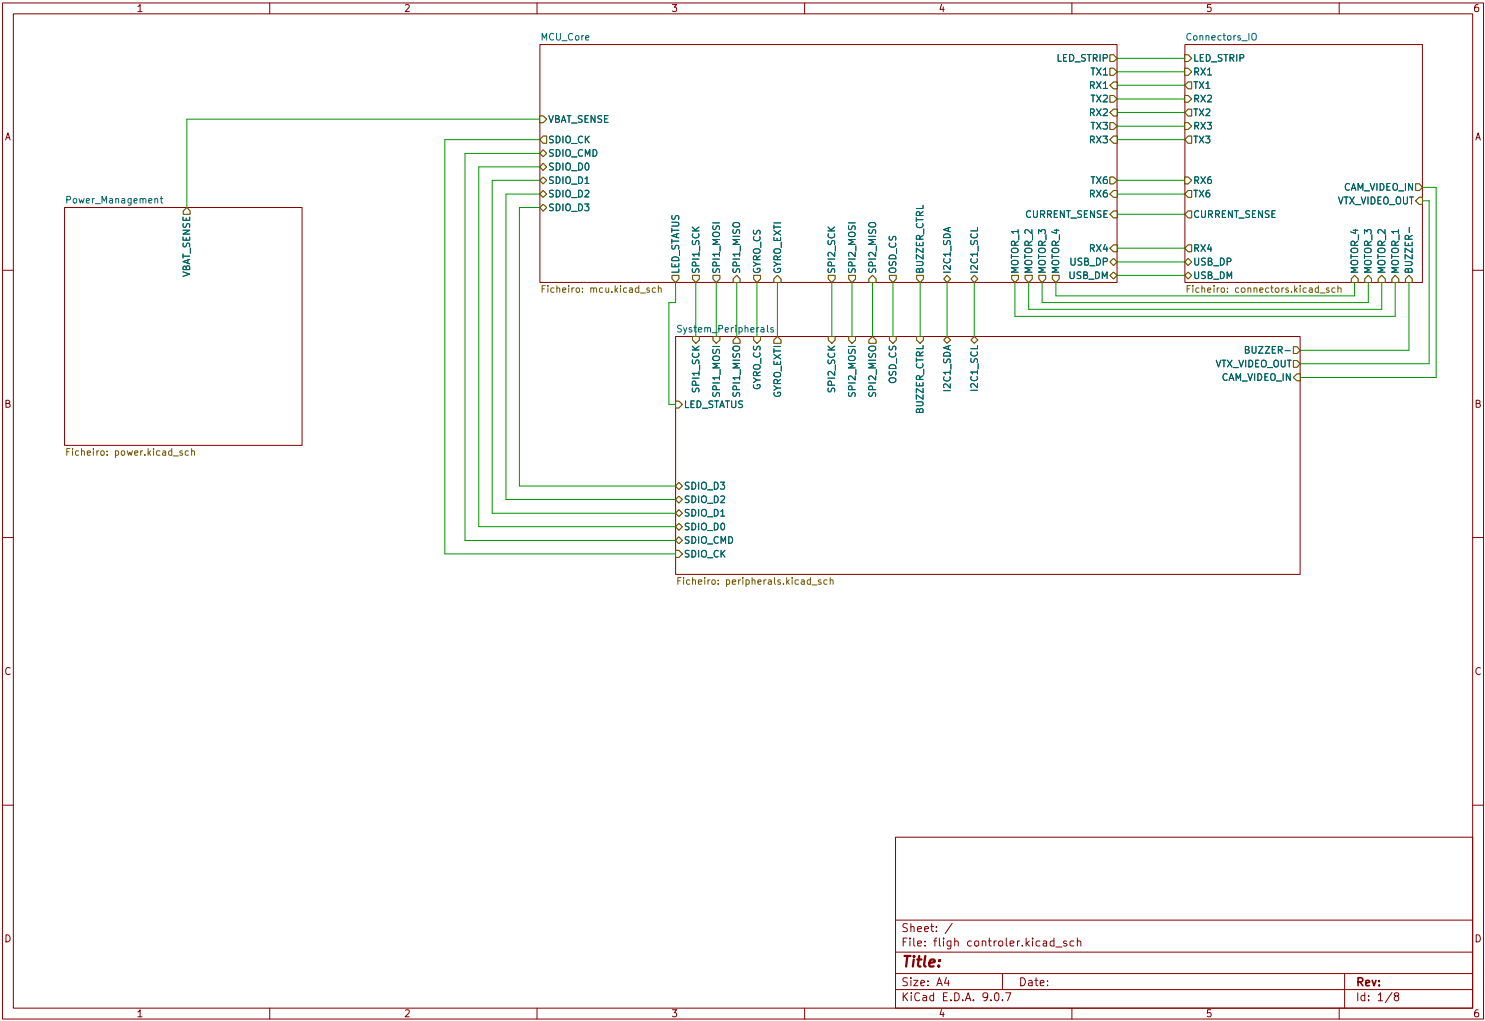 1 2 3 4 5 6
A
B
C
D
MCU_Core
VBAT_SENSE
SDIO_CK
SDIO_CMD
SDIO_D0
SDIO_D1
SDIO_D2
SDIO_D3
LED_STATUS
SPI1_SCK
SPI1_MOSI
SPI1_MISO
GYRO_CS
GYRO_EXTI
SPI2_SCK
SPI2_MOSI
SPI2_MISO
OSD_CS
BUZZER_CTRL
I2C1_SDA
I2C1_SCL
MOTOR_1
MOTOR_2
MOTOR_3
MOTOR_4
LED_STRIP
TX1
RX1
TX2
RX2
TX3
RX3
TX6
RX6
CURRENT_SENSE
RX4
USB_DP
USB_DM
Ficheiro: mcu.kicad_sch
Connectors_IO
LED_STRIP
RX1
TX1
RX2
TX2
RX3
TX3
RX6
TX6
CURRENT_SENSE
RX4
USB_DP
USB_DM
CAM_VIDEO_IN
VTX_VIDEO_OUT
MOTOR_4
MOTOR_3
MOTOR_2
MOTOR_1
BUZZER-
Ficheiro: connectors.kicad_sch
Power_Management
VBAT_SENSE
Ficheiro: power.kicad_sch
System_Peripherals
SPI1_SCK
SPI1_MOSI
SPI1_MISO
GYRO_CS
GYRO_EXTI
SPI2_SCK
SPI2_MOSI
SPI2_MISO
OSD_CS
BUZZER_CTRL
I2C1_SDA
I2C1_SCL
BUZZER-
VTX_VIDEO_OUT
CAM_VIDEO_IN
LED_STATUS
SDIO_D3
SDIO_D2
SDIO_D1
SDIO_D0
SDIO_CMD
SDIO_CK
Ficheiro: peripherals.kicad_sch
Sheet: /
File: fligh controler.kicad_sch
Title:
Size: A4 Date: Rev:
KiCad E.D.A. 9.0.7 Id: 1/8
A
B
C
D
1 2 3 4 5 6